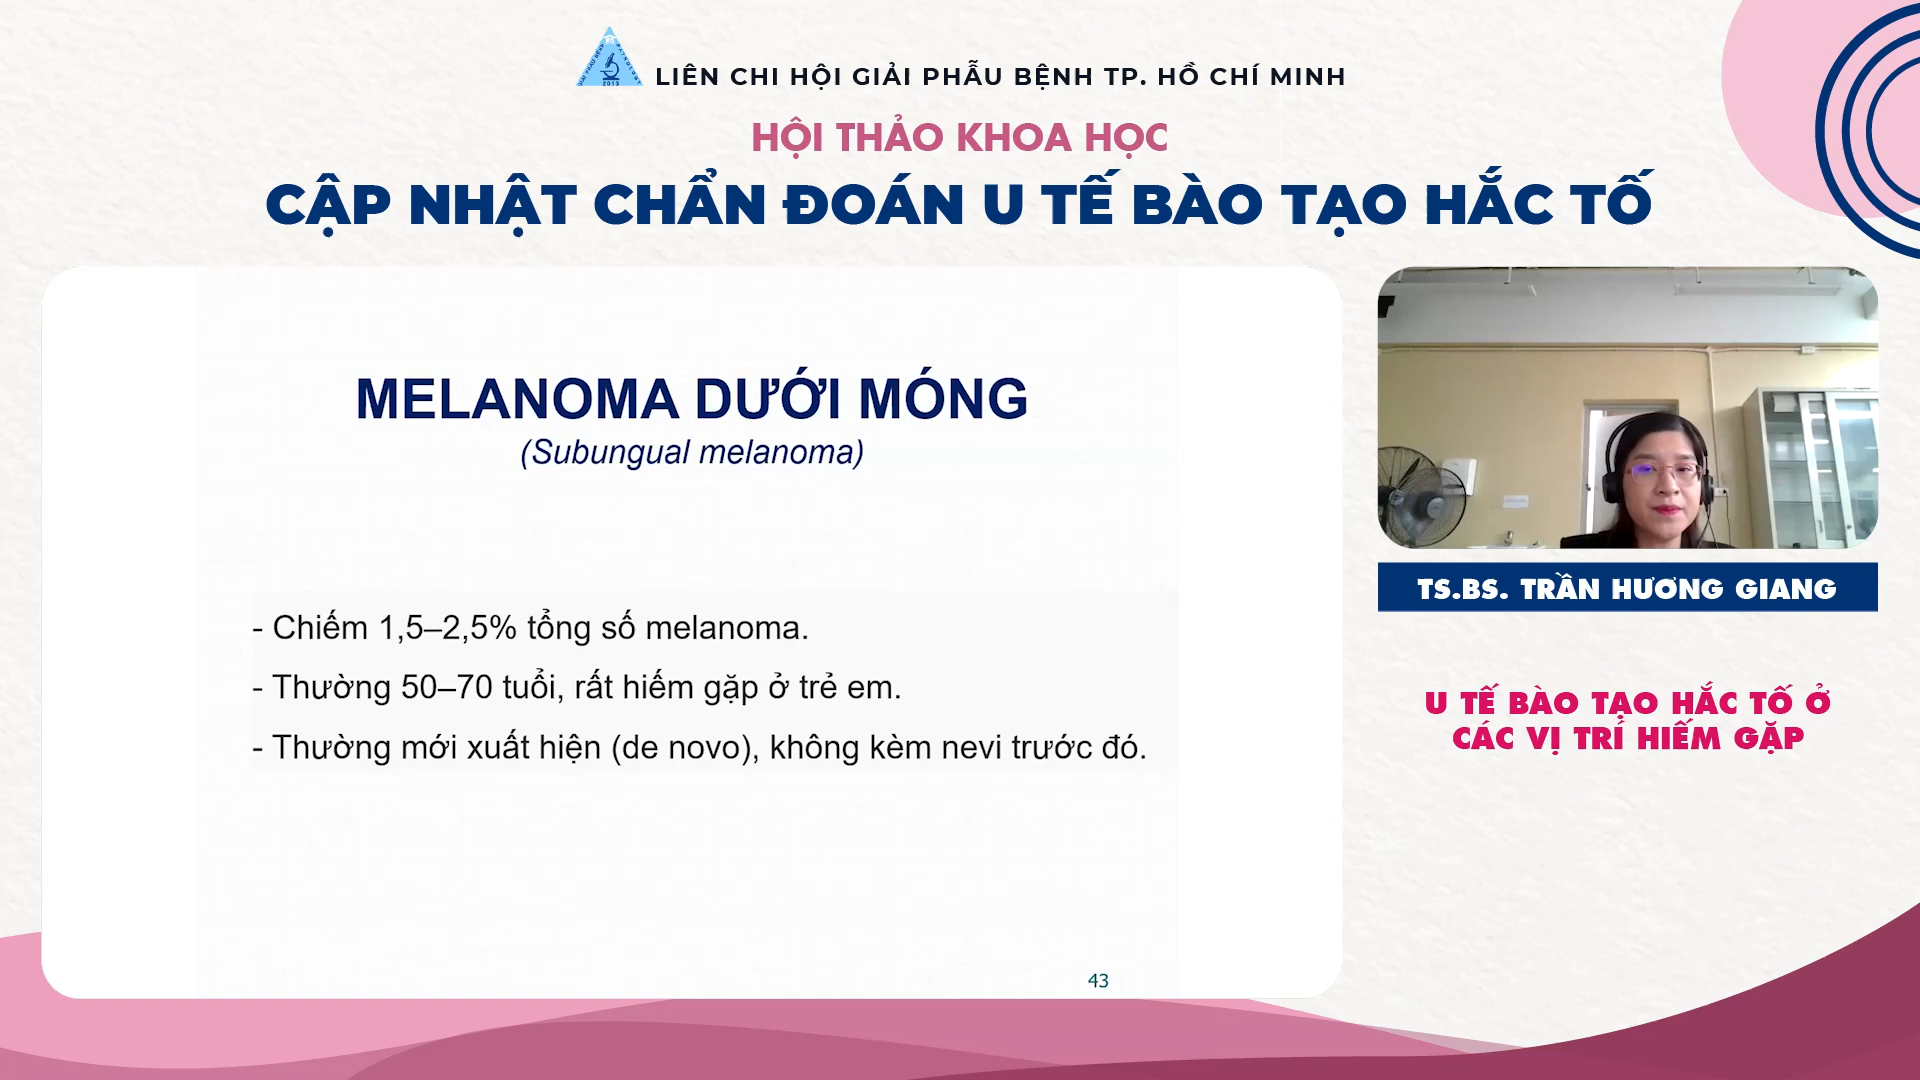 LIÊN CHI HỘI GIẢI PHẪU BỆNH TP. HỒ CHÍ MINH
HỘI THẢO KHOA HỌC
CẬP NHẬT CHẨN ĐOÁN U TẾ BÀO TẠO HẮC TỐ
MELANOMA DƯỚI MÓNG
(Subungual melanoma)
- Chiếm 1,5–2,5% tổng số melanoma.
- Thường 50–70 tuổi, rất hiếm gặp ở trẻ em.
- Thường mới xuất hiện (de novo), không kèm nevi trước đó.
43
TS.BS. TRẦN HƯƠNG GIANG
U TẾ BÀO TẠO HẮC TỐ Ở
CÁC VỊ TRÍ HIẾM GẶP